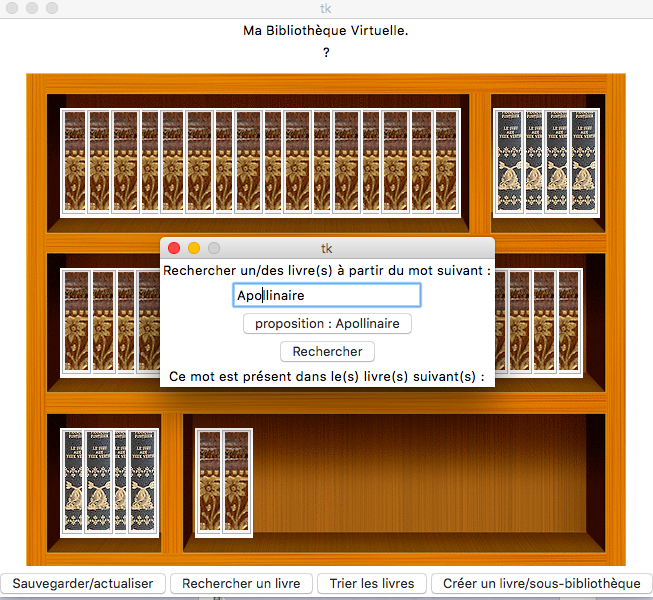 tk
Ma Bibliothèque Virtuelle.
?
tk
Rechercher un/des livre(s) à partir du mot suivant :
Apollinaire
proposition : Apollinaire
Rechercher
Ce mot est présent dans le(s) livre(s) suivant(s) :
Sauvegarder/actualiser
Rechercher un livre
Trier les livres
Créer un livre/sous-bibliothèque